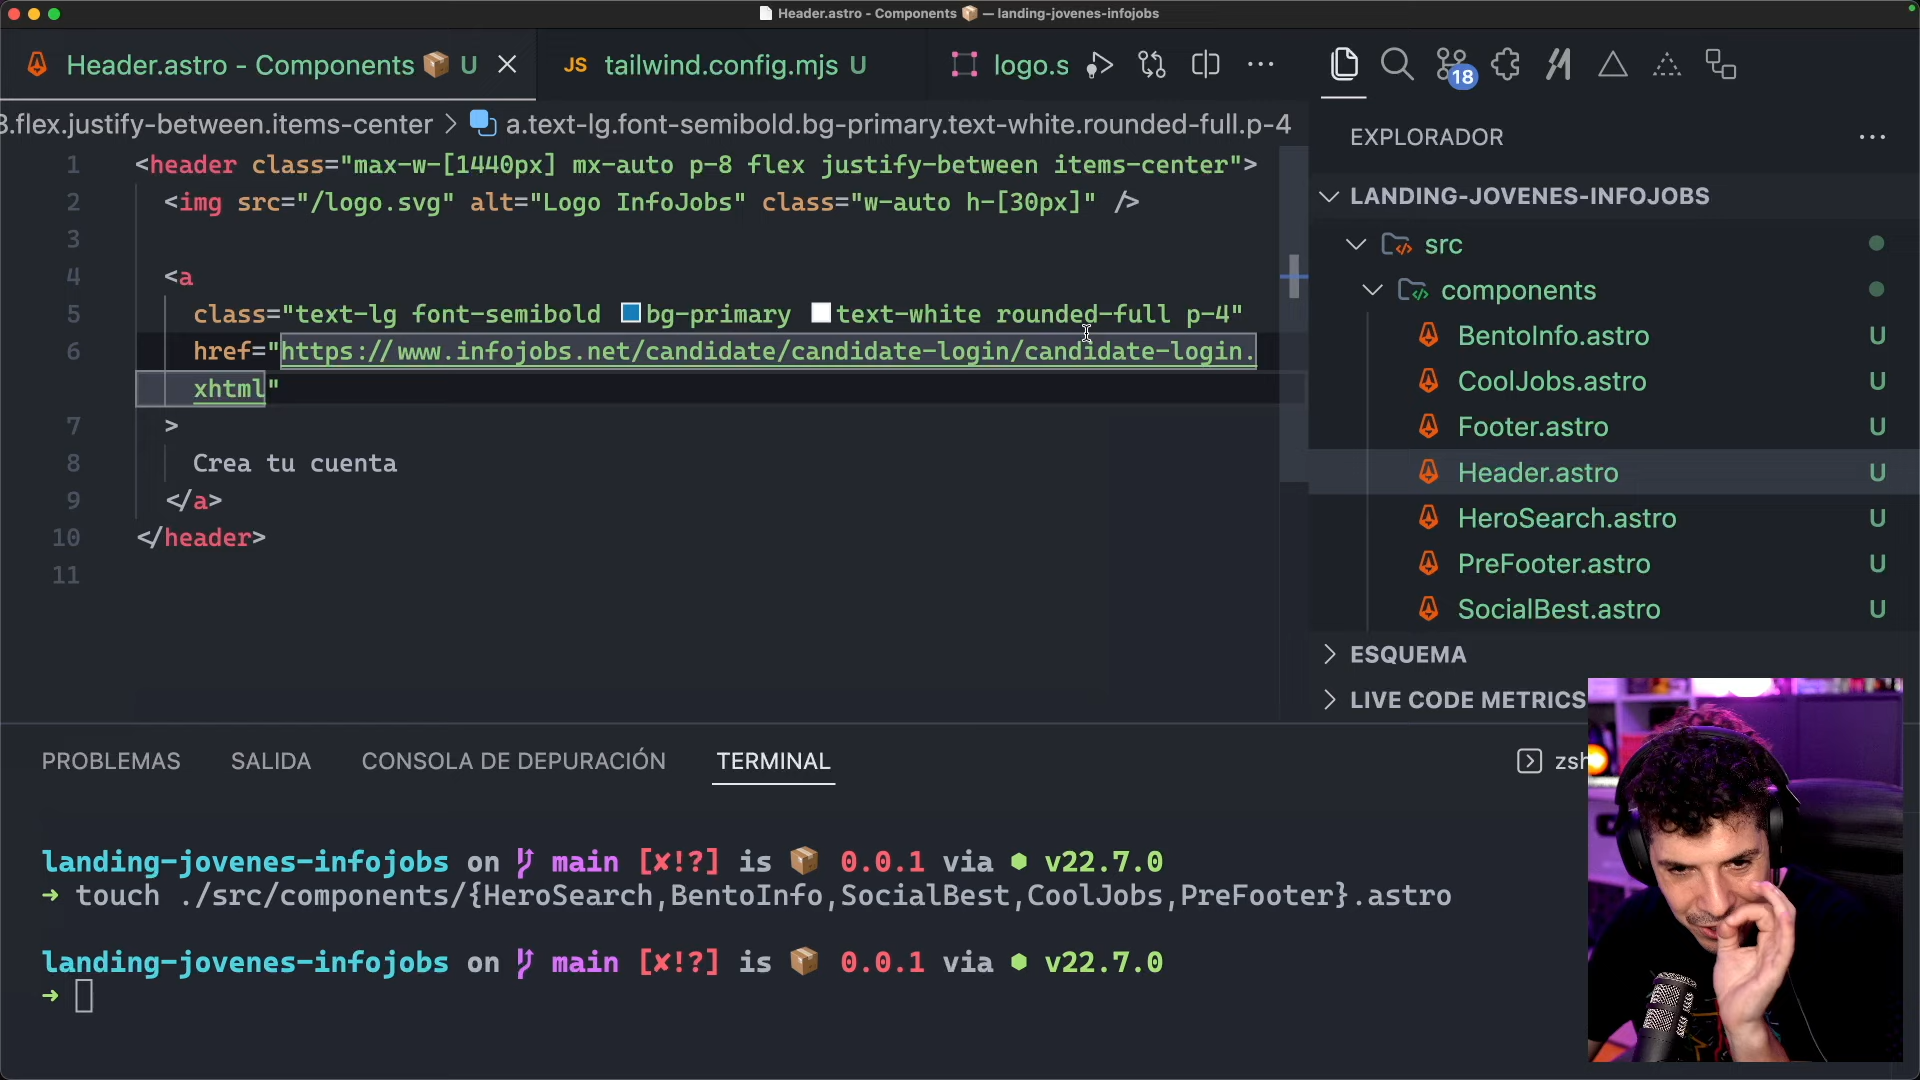 Header.astro - Components 📦 — landing-jovenes-infojobs
Header.astro - Components 📦 U
JS tailwind.config.mjs U
logo.s
3.flex.justify-between.items-center > a.text-lg.font-semibold.bg-primary.text-white.rounded-full.p-4
1 <header class="max-w-[1440px] mx-auto p-8 flex justify-between items-center">
2 <img src="/logo.svg" alt="Logo InfoJobs" class="w-auto h-[30px]" />
3
4 <a
5 class="text-lg font-semibold bg-primary text-white rounded-full p-4"
6 href="https://www.infojobs.net/candidate/candidate-login/candidate-login.
xhtml"
7 >
8 Crea tu cuenta
9 </a>
10 </header>
11
18
EXPLORADOR
LANDING-JOVENES-INFOJOBS
src
components
BentoInfo.astro U
CoolJobs.astro U
Footer.astro U
Header.astro U
HeroSearch.astro U
PreFooter.astro U
SocialBest.astro U
ESQUEMA
LIVE CODE METRICS
PROBLEMAS SALIDA CONSOLA DE DEPURACIÓN TERMINAL
zsh
landing-jovenes-infojobs on main [✘!?] is 📦 0.0.1 via v22.7.0
➜ touch ./src/components/{HeroSearch,BentoInfo,SocialBest,CoolJobs,PreFooter}.astro
landing-jovenes-infojobs on main [✘!?] is 📦 0.0.1 via v22.7.0
➜